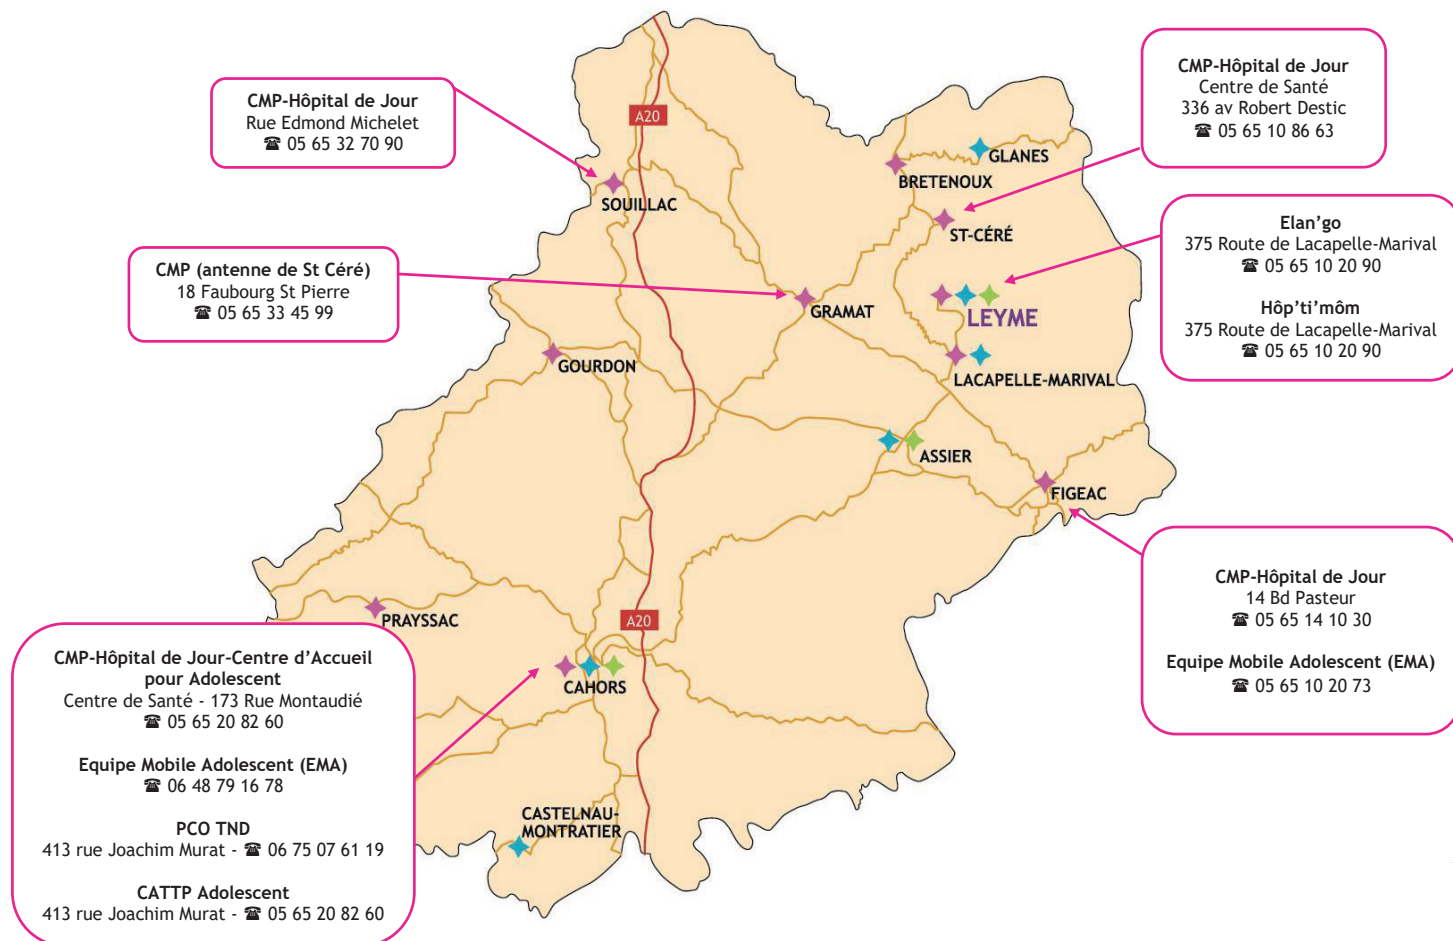 CMP-Hôpital de Jour
Rue Edmond Michelet
☎ 05 65 32 70 90
CMP (antenne de St Céré)
18 Faubourg St Pierre
☎ 05 65 33 45 99
CMP-Hôpital de Jour
Centre de Santé
336 av Robert Destic
☎ 05 65 10 86 63
Elan’go
375 Route de Lacapelle-Marival
☎ 05 65 10 20 90
Hôp’ti’môm
375 Route de Lacapelle-Marival
☎ 05 65 10 20 90
A20
GLANES
BRETENOUX
SOUILLAC
ST-CÉRÉ
GRAMAT
LEYME
GOURDON
LACAPELLE-MARIVAL
ASSIER
FIGEAC
PRAYSSAC
A20
CAHORS
CASTELNAU-
MONTRATIER
CMP-Hôpital de Jour
14 Bd Pasteur
☎ 05 65 14 10 30
Equipe Mobile Adolescent (EMA)
☎ 05 65 10 20 73
CMP-Hôpital de Jour-Centre d’Accueil
pour Adolescent
Centre de Santé - 173 Rue Montaudié
☎ 05 65 20 82 60
Equipe Mobile Adolescent (EMA)
☎ 06 48 79 16 78
PCO TND
413 rue Joachim Murat - ☎ 06 75 07 61 19
CATTP Adolescent
413 rue Joachim Murat - ☎ 05 65 20 82 60